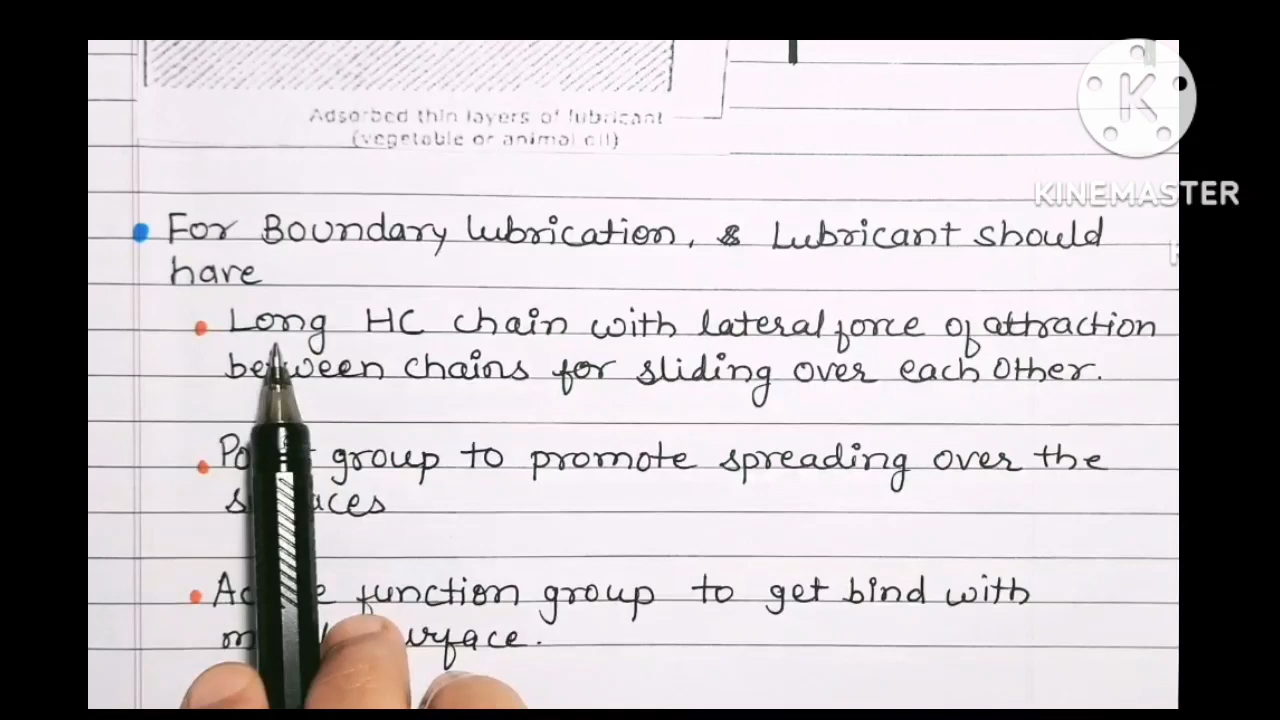 Adsorbed thin layers of lubricant
(vegetable or animal oil)
K
KINEMASTER
For Boundary lubrication, & Lubricant should
have
Long HC chain with lateral force of attraction
between chains for sliding over each other.
group to promote spreading over the
function group to get bind with